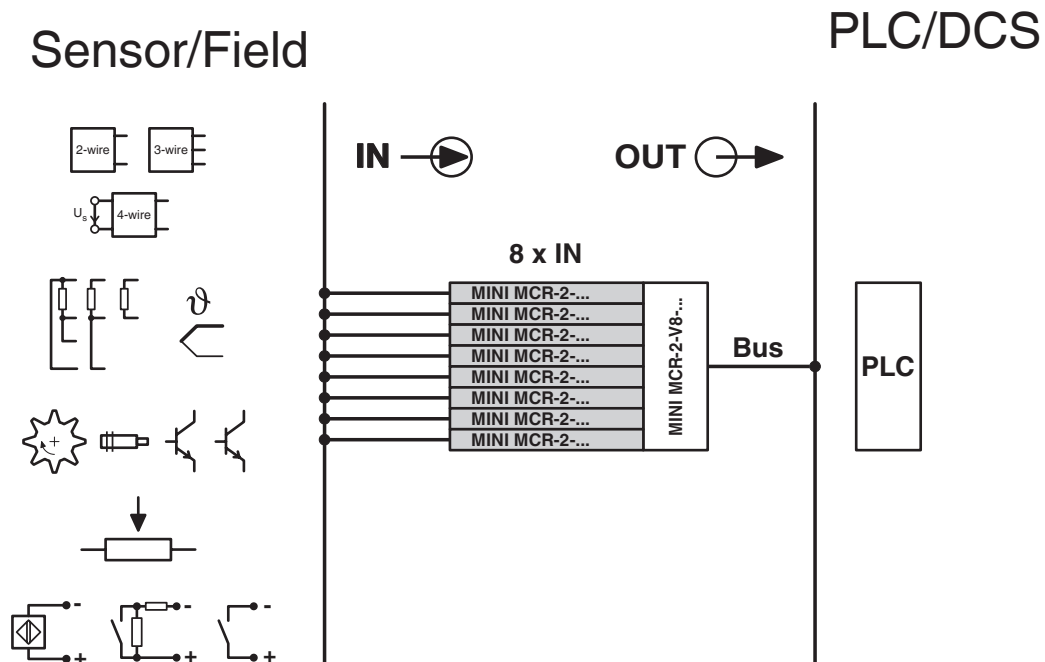 Sensor/Field
PLC/DCS
2-wire
3-wire
IN
OUT
Us
4-wire
8 x IN
MINI MCR-2-...
MINI MCR-2-...
MINI MCR-2-...
MINI MCR-2-...
MINI MCR-2-...
MINI MCR-2-...
MINI MCR-2-...
MINI MCR-2-...
MINI MCR-2-V8-...
Bus
PLC
ϑ
+
-
-
-
+
+
+